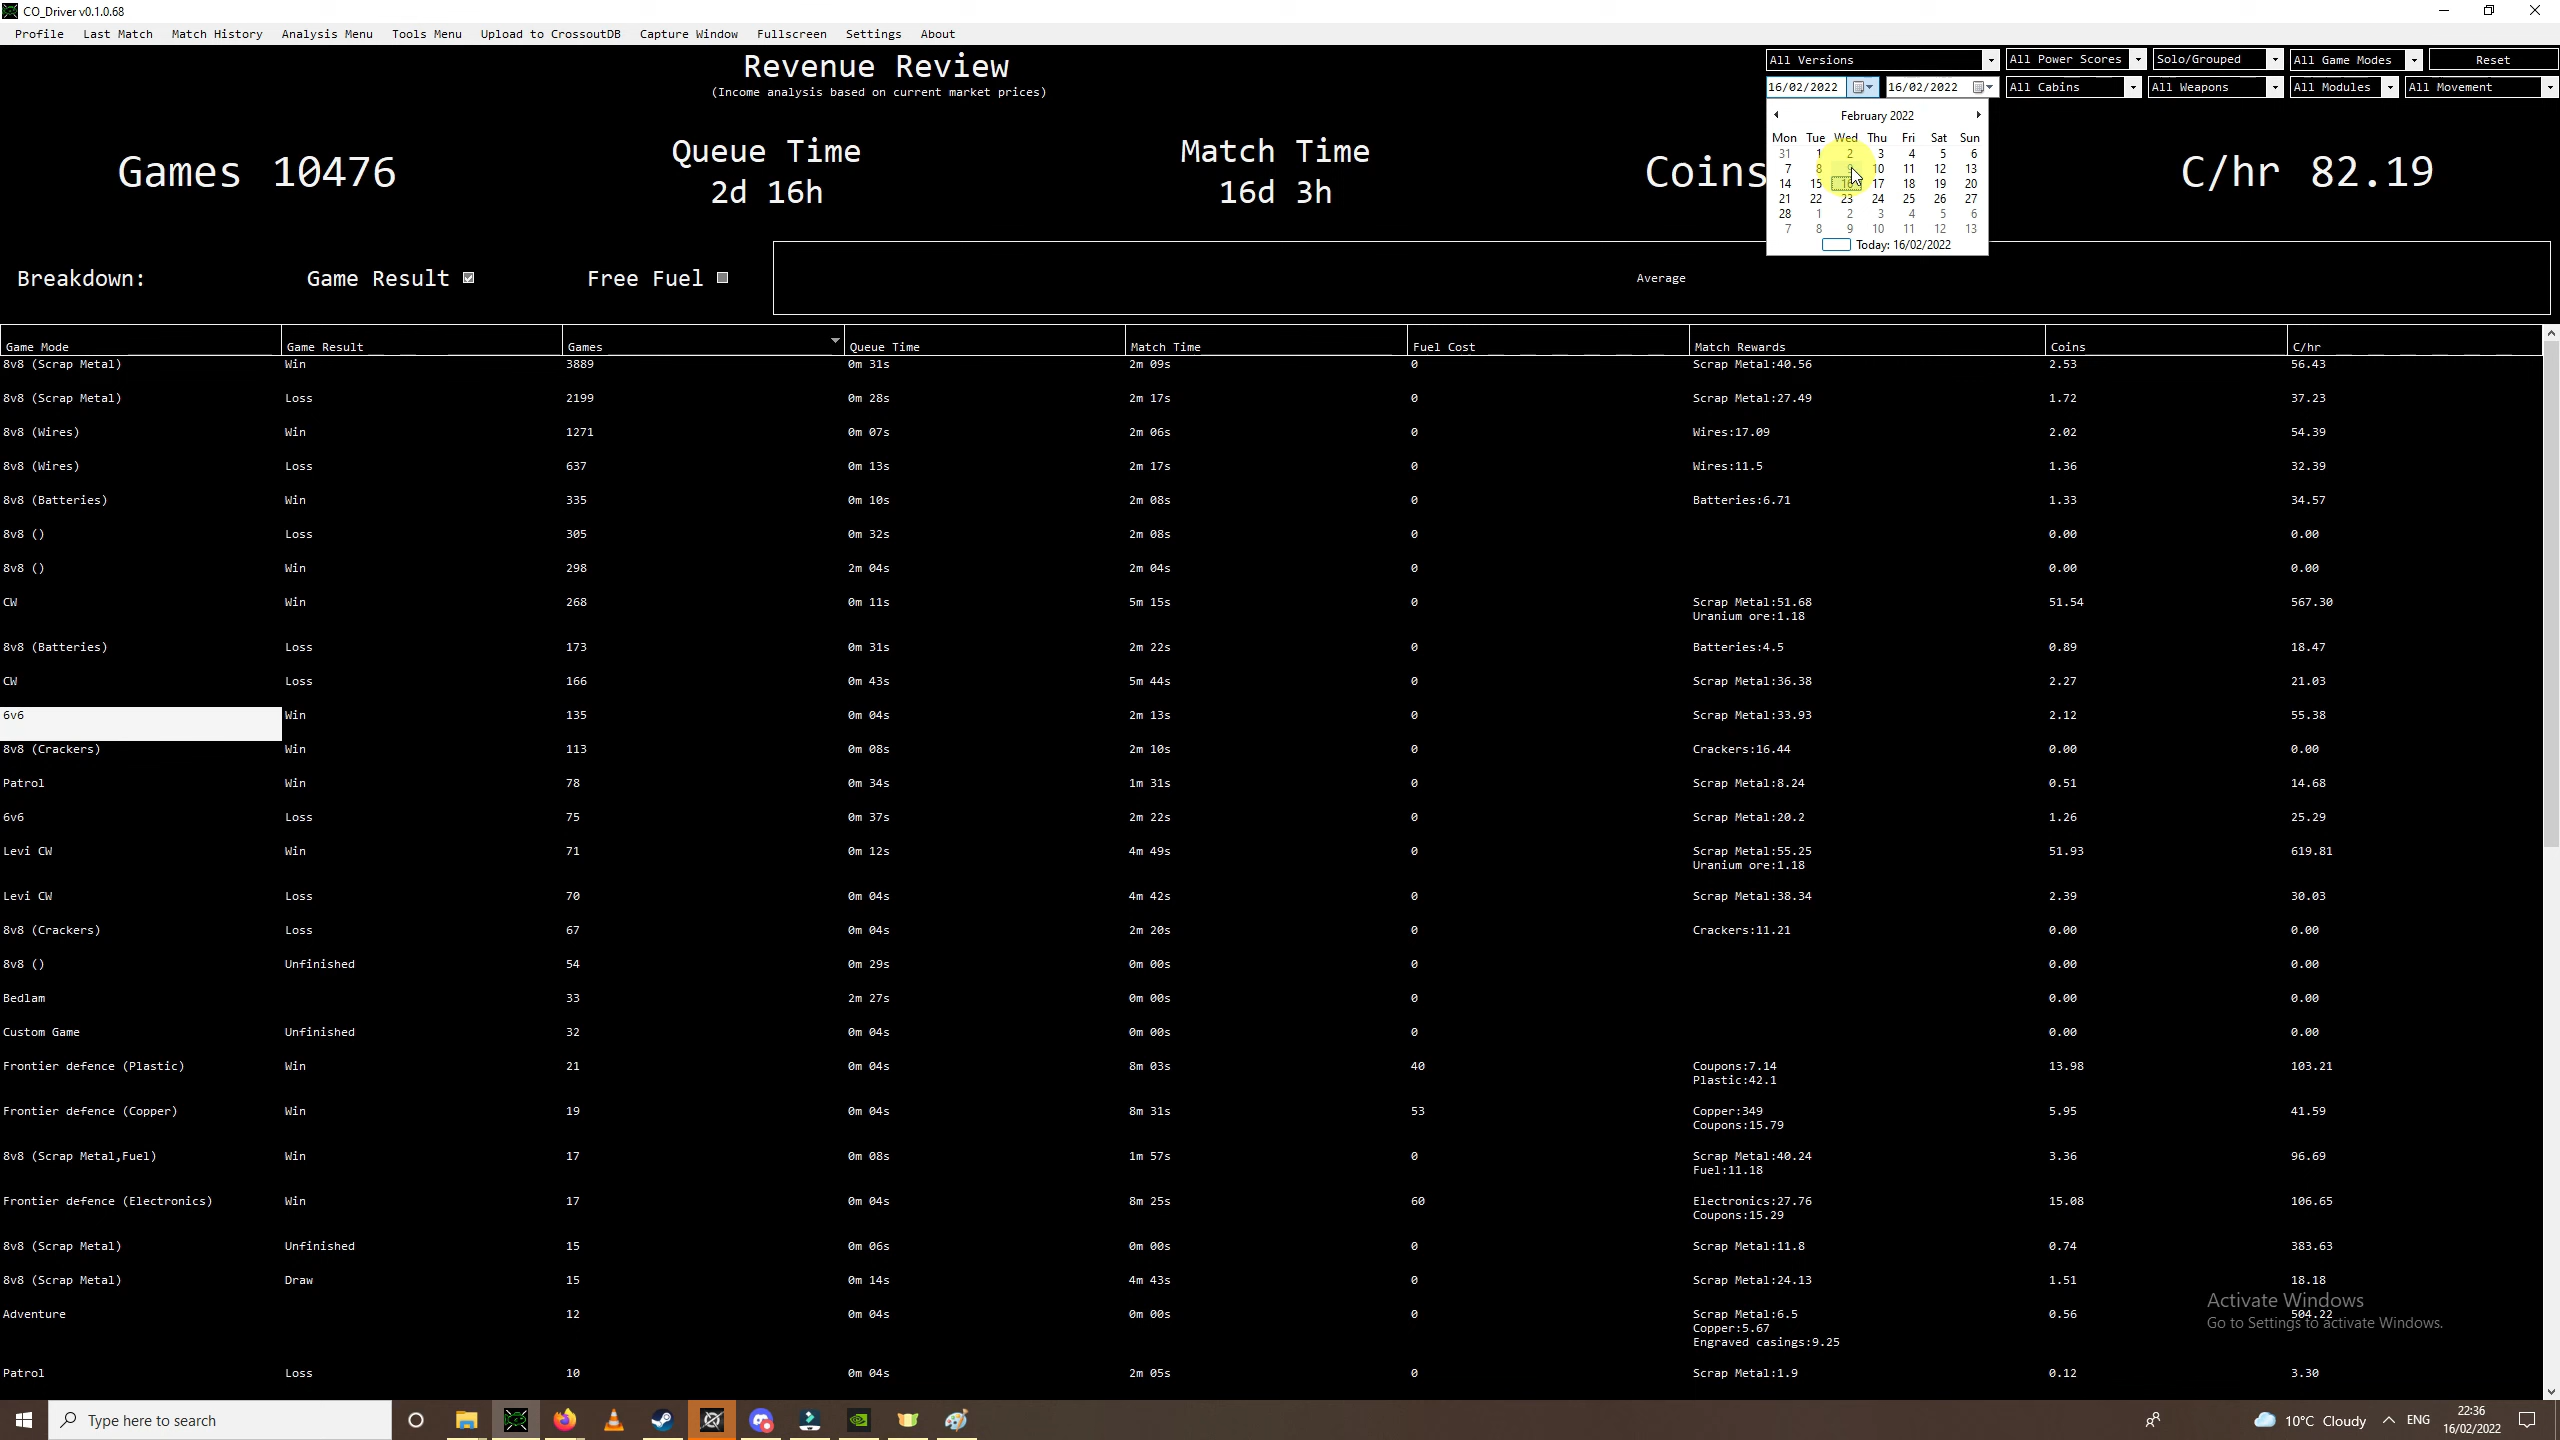 CO_Driver v0.1.0.68
Profile Last Match Match History Analysis Menu Tools Menu Upload to CrossoutDB Capture Window Fullscreen Settings About
Revenue Review
(Income analysis based on current market prices)
All Versions All Power Scores Solo/Grouped All Game Modes Reset
16/02/2022 16/02/2022 All Cabins All Weapons All Modules All Movement
February 2022
Mon Tue Wed Thu Fri Sat Sun
31 1 2 3 4 5 6
7 8 9 10 11 12 13
14 15 16 17 18 19 20
21 22 23 24 25 26 27
28 1 2 3 4 5 6
7 8 9 10 11 12 13
Today: 16/02/2022
Games 10476
Queue Time
2d 16h
Match Time
16d 3h
Coins
C/hr 82.19
Breakdown: Game Result Free Fuel Average
Game Mode Game Result Games Queue Time Match Time Fuel Cost Match Rewards Coins C/hr
8v8 (Scrap Metal) Win 3889 0m 31s 2m 09s 0 Scrap Metal:40.56 2.53 56.43
8v8 (Scrap Metal) Loss 2199 0m 28s 2m 17s 0 Scrap Metal:27.49 1.72 37.23
8v8 (Wires) Win 1271 0m 07s 2m 06s 0 Wires:17.09 2.02 54.39
8v8 (Wires) Loss 637 0m 13s 2m 17s 0 Wires:11.5 1.36 32.39
8v8 (Batteries) Win 335 0m 10s 2m 08s 0 Batteries:6.71 1.33 34.57
8v8 () Loss 305 0m 32s 2m 08s 0 0.00 0.00
8v8 () Win 298 2m 04s 2m 04s 0 0.00 0.00
CW Win 268 0m 11s 5m 15s 0 Scrap Metal:51.68 51.54 567.30
Uranium ore:1.18
8v8 (Batteries) Loss 173 0m 31s 2m 22s 0 Batteries:4.5 0.89 18.47
CW Loss 166 0m 43s 5m 44s 0 Scrap Metal:36.38 2.27 21.03
6v6 Win 135 0m 04s 2m 13s 0 Scrap Metal:33.93 2.12 55.38
8v8 (Crackers) Win 113 0m 08s 2m 10s 0 Crackers:16.44 0.00 0.00
Patrol Win 78 0m 34s 1m 31s 0 Scrap Metal:8.24 0.51 14.68
6v6 Loss 75 0m 37s 2m 22s 0 Scrap Metal:20.2 1.26 25.29
Levi CW Win 71 0m 12s 4m 49s 0 Scrap Metal:55.25 51.93 619.81
Uranium ore:1.18
Levi CW Loss 70 0m 04s 4m 42s 0 Scrap Metal:38.34 2.39 30.03
8v8 (Crackers) Loss 67 0m 04s 2m 20s 0 Crackers:11.21 0.00 0.00
8v8 () Unfinished 54 0m 29s 0m 00s 0 0.00 0.00
Bedlam 33 2m 27s 0m 00s 0 0.00 0.00
Custom Game Unfinished 32 0m 04s 0m 00s 0 0.00 0.00
Frontier defence (Plastic) Win 21 0m 04s 8m 03s 40 Coupons:7.14 13.98 103.21
Plastic:42.1
Frontier defence (Copper) Win 19 0m 04s 8m 31s 53 Copper:349 5.95 41.59
Coupons:15.79
8v8 (Scrap Metal,Fuel) Win 17 0m 08s 1m 57s 0 Scrap Metal:40.24 3.36 96.69
Fuel:11.18
Frontier defence (Electronics) Win 17 0m 04s 8m 25s 60 Electronics:27.76 15.08 106.65
Coupons:15.29
8v8 (Scrap Metal) Unfinished 15 0m 06s 0m 00s 0 Scrap Metal:11.8 0.74 383.63
8v8 (Scrap Metal) Draw 15 0m 14s 4m 43s 0 Scrap Metal:24.13 1.51 18.18
Adventure 12 0m 04s 0m 00s 0 Scrap Metal:6.5 0.56 504.22
Copper:5.67
Engraved casings:9.25
Patrol Loss 10 0m 04s 2m 05s 0 Scrap Metal:1.9 0.12 3.30
Activate Windows
Go to Settings to activate Windows.
Type here to search
10°C Cloudy ENG 22:36
16/02/2022